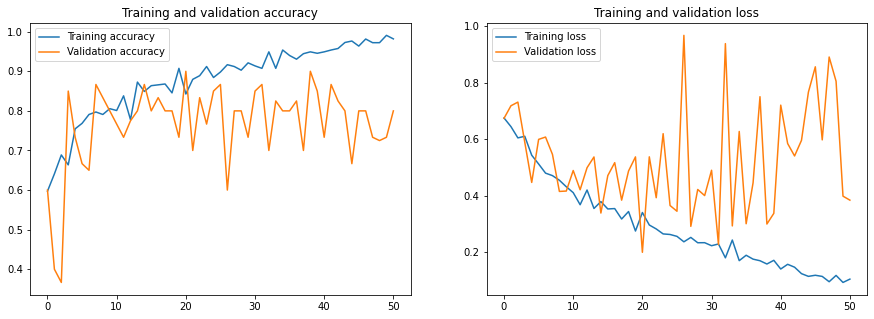 Training and validation accuracy
Training accuracy
Validation accuracy
1.0
0.9
0.8
0.7
0.6
0.5
0.4
0 10 20 30 40 50
Training and validation loss
Training loss
Validation loss
1.0
0.8
0.6
0.4
0.2
0 10 20 30 40 50